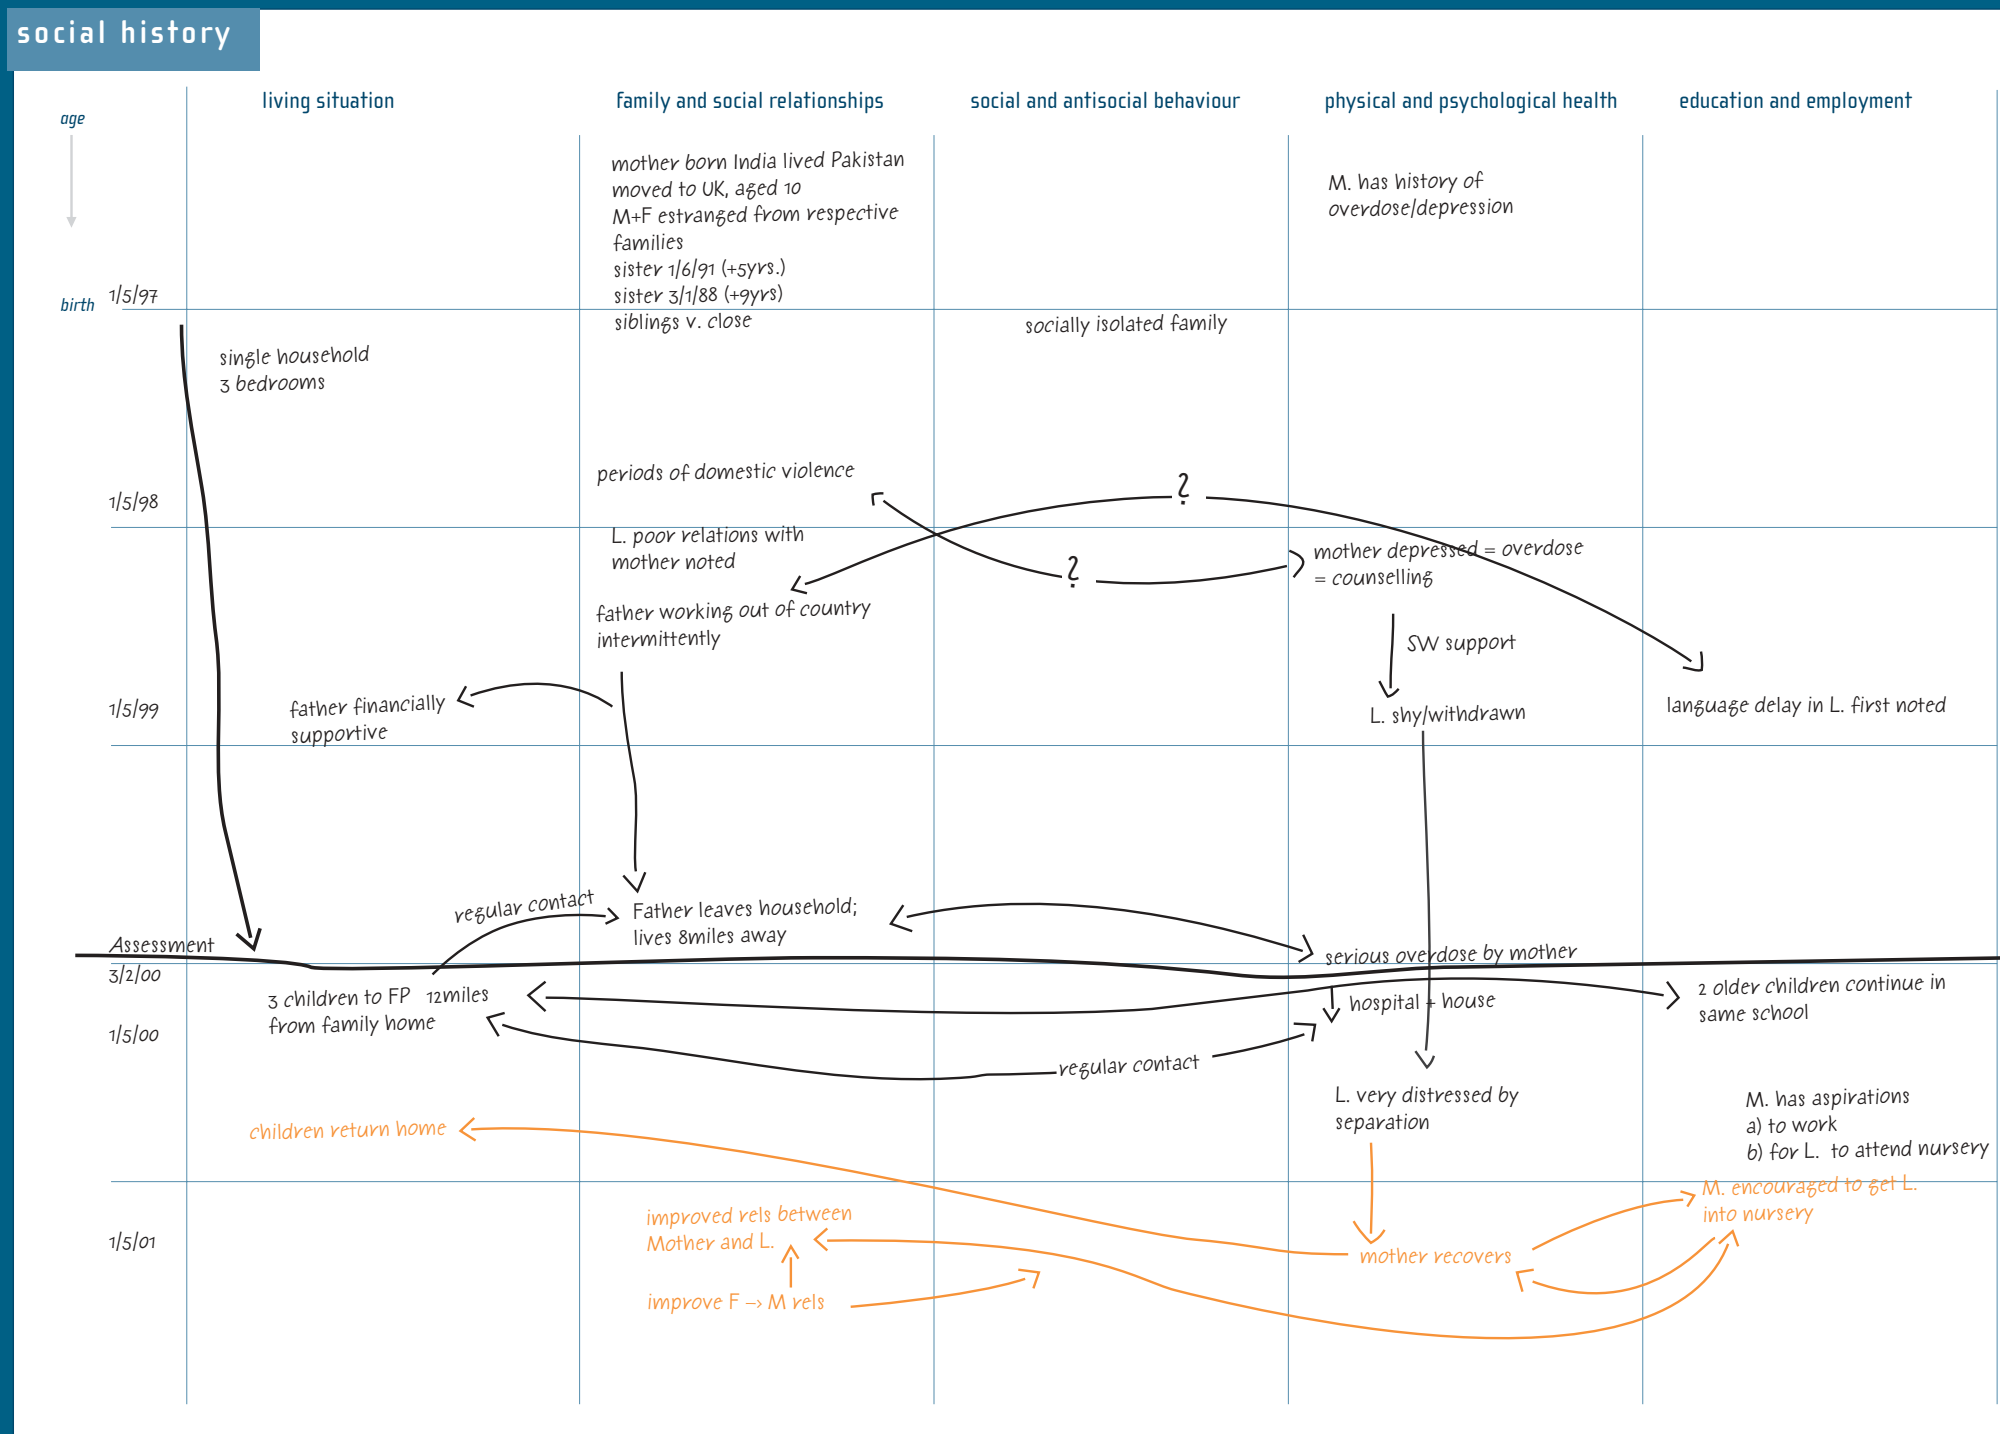 social history
living situation
family and social relationships
social and antisocial behaviour
physical and psychological health
education and employment
age
mother born India lived Pakistan
moved to UK, aged 10
M+F estranged from respective
families
sister 1/6/91 (+5yrs.)
sister 3/1/88 (+9yrs)
siblings v. close
M. has history of
overdose/depression
birth
1/5/97
socially isolated family
single household
3 bedrooms
periods of domestic violence
?
1/5/98
L. poor relations with
mother noted
?
mother depressed = overdose
= counselling
father working out of country
intermittently
SW support
1/5/99
father financially
supportive
L. shy/withdrawn
language delay in L. first noted
regular contact
Father leaves household;
lives 8miles away
Assessment
3/2/00
serious overdose by mother
3 children to FP 12miles
from family home
hospital + house
2 older children continue in
same school
1/5/00
regular contact
L. very distressed by
separation
M. has aspirations
a) to work
b) for L. to attend nursery
children return home
M. encouraged to get L.
into nursery
1/5/01
improved rels between
Mother and L.
mother recovers
improve F -> M rels